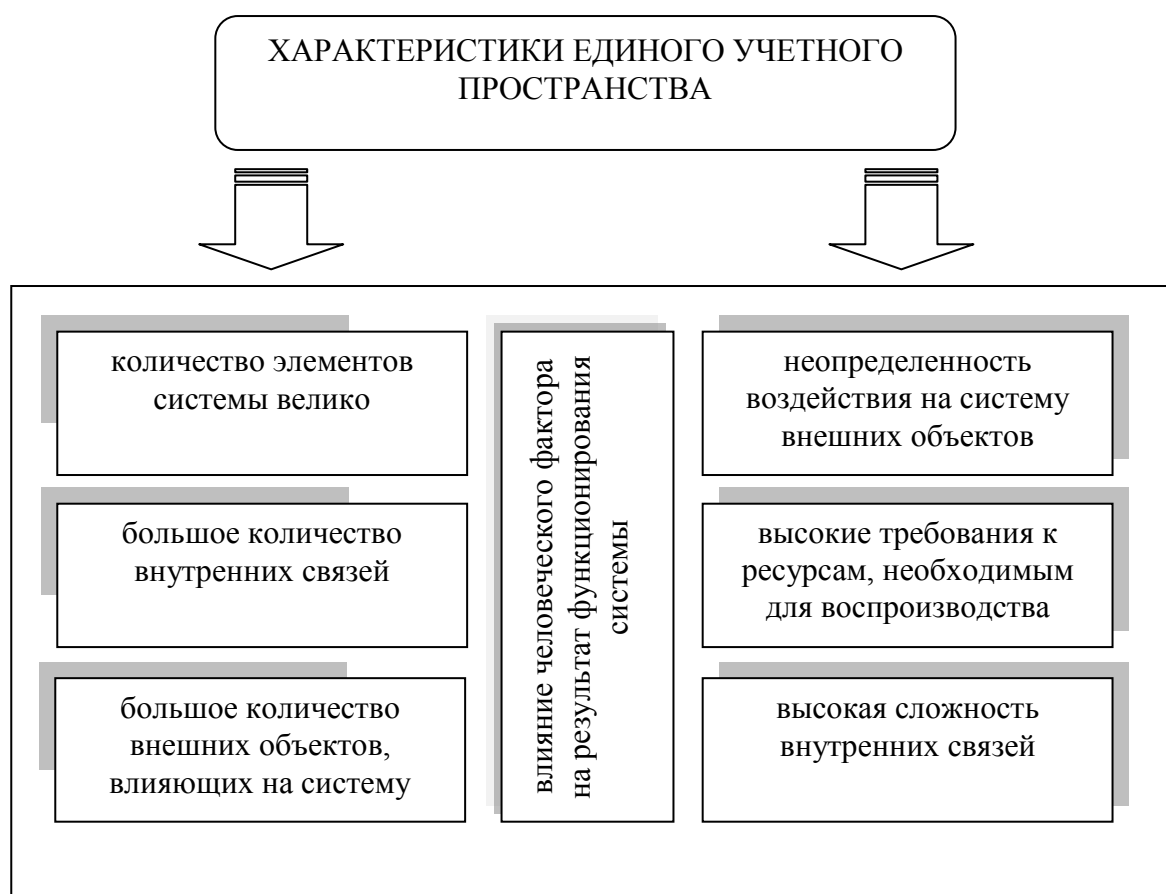 ХАРАКТЕРИСТИКИ ЕДИНОГО УЧЕТНОГО
ПРОСТРАНСТВА
количество элементов
системы велико
большое количество
внутренних связей
большое количество
внешних объектов,
влияющих на систему
влияние человеческого фактора
на результат функционирования
системы
неопределенность
воздействия на систему
внешних объектов
высокие требования к
ресурсам, необходимым
для воспроизводства
высокая сложность
внутренних связей